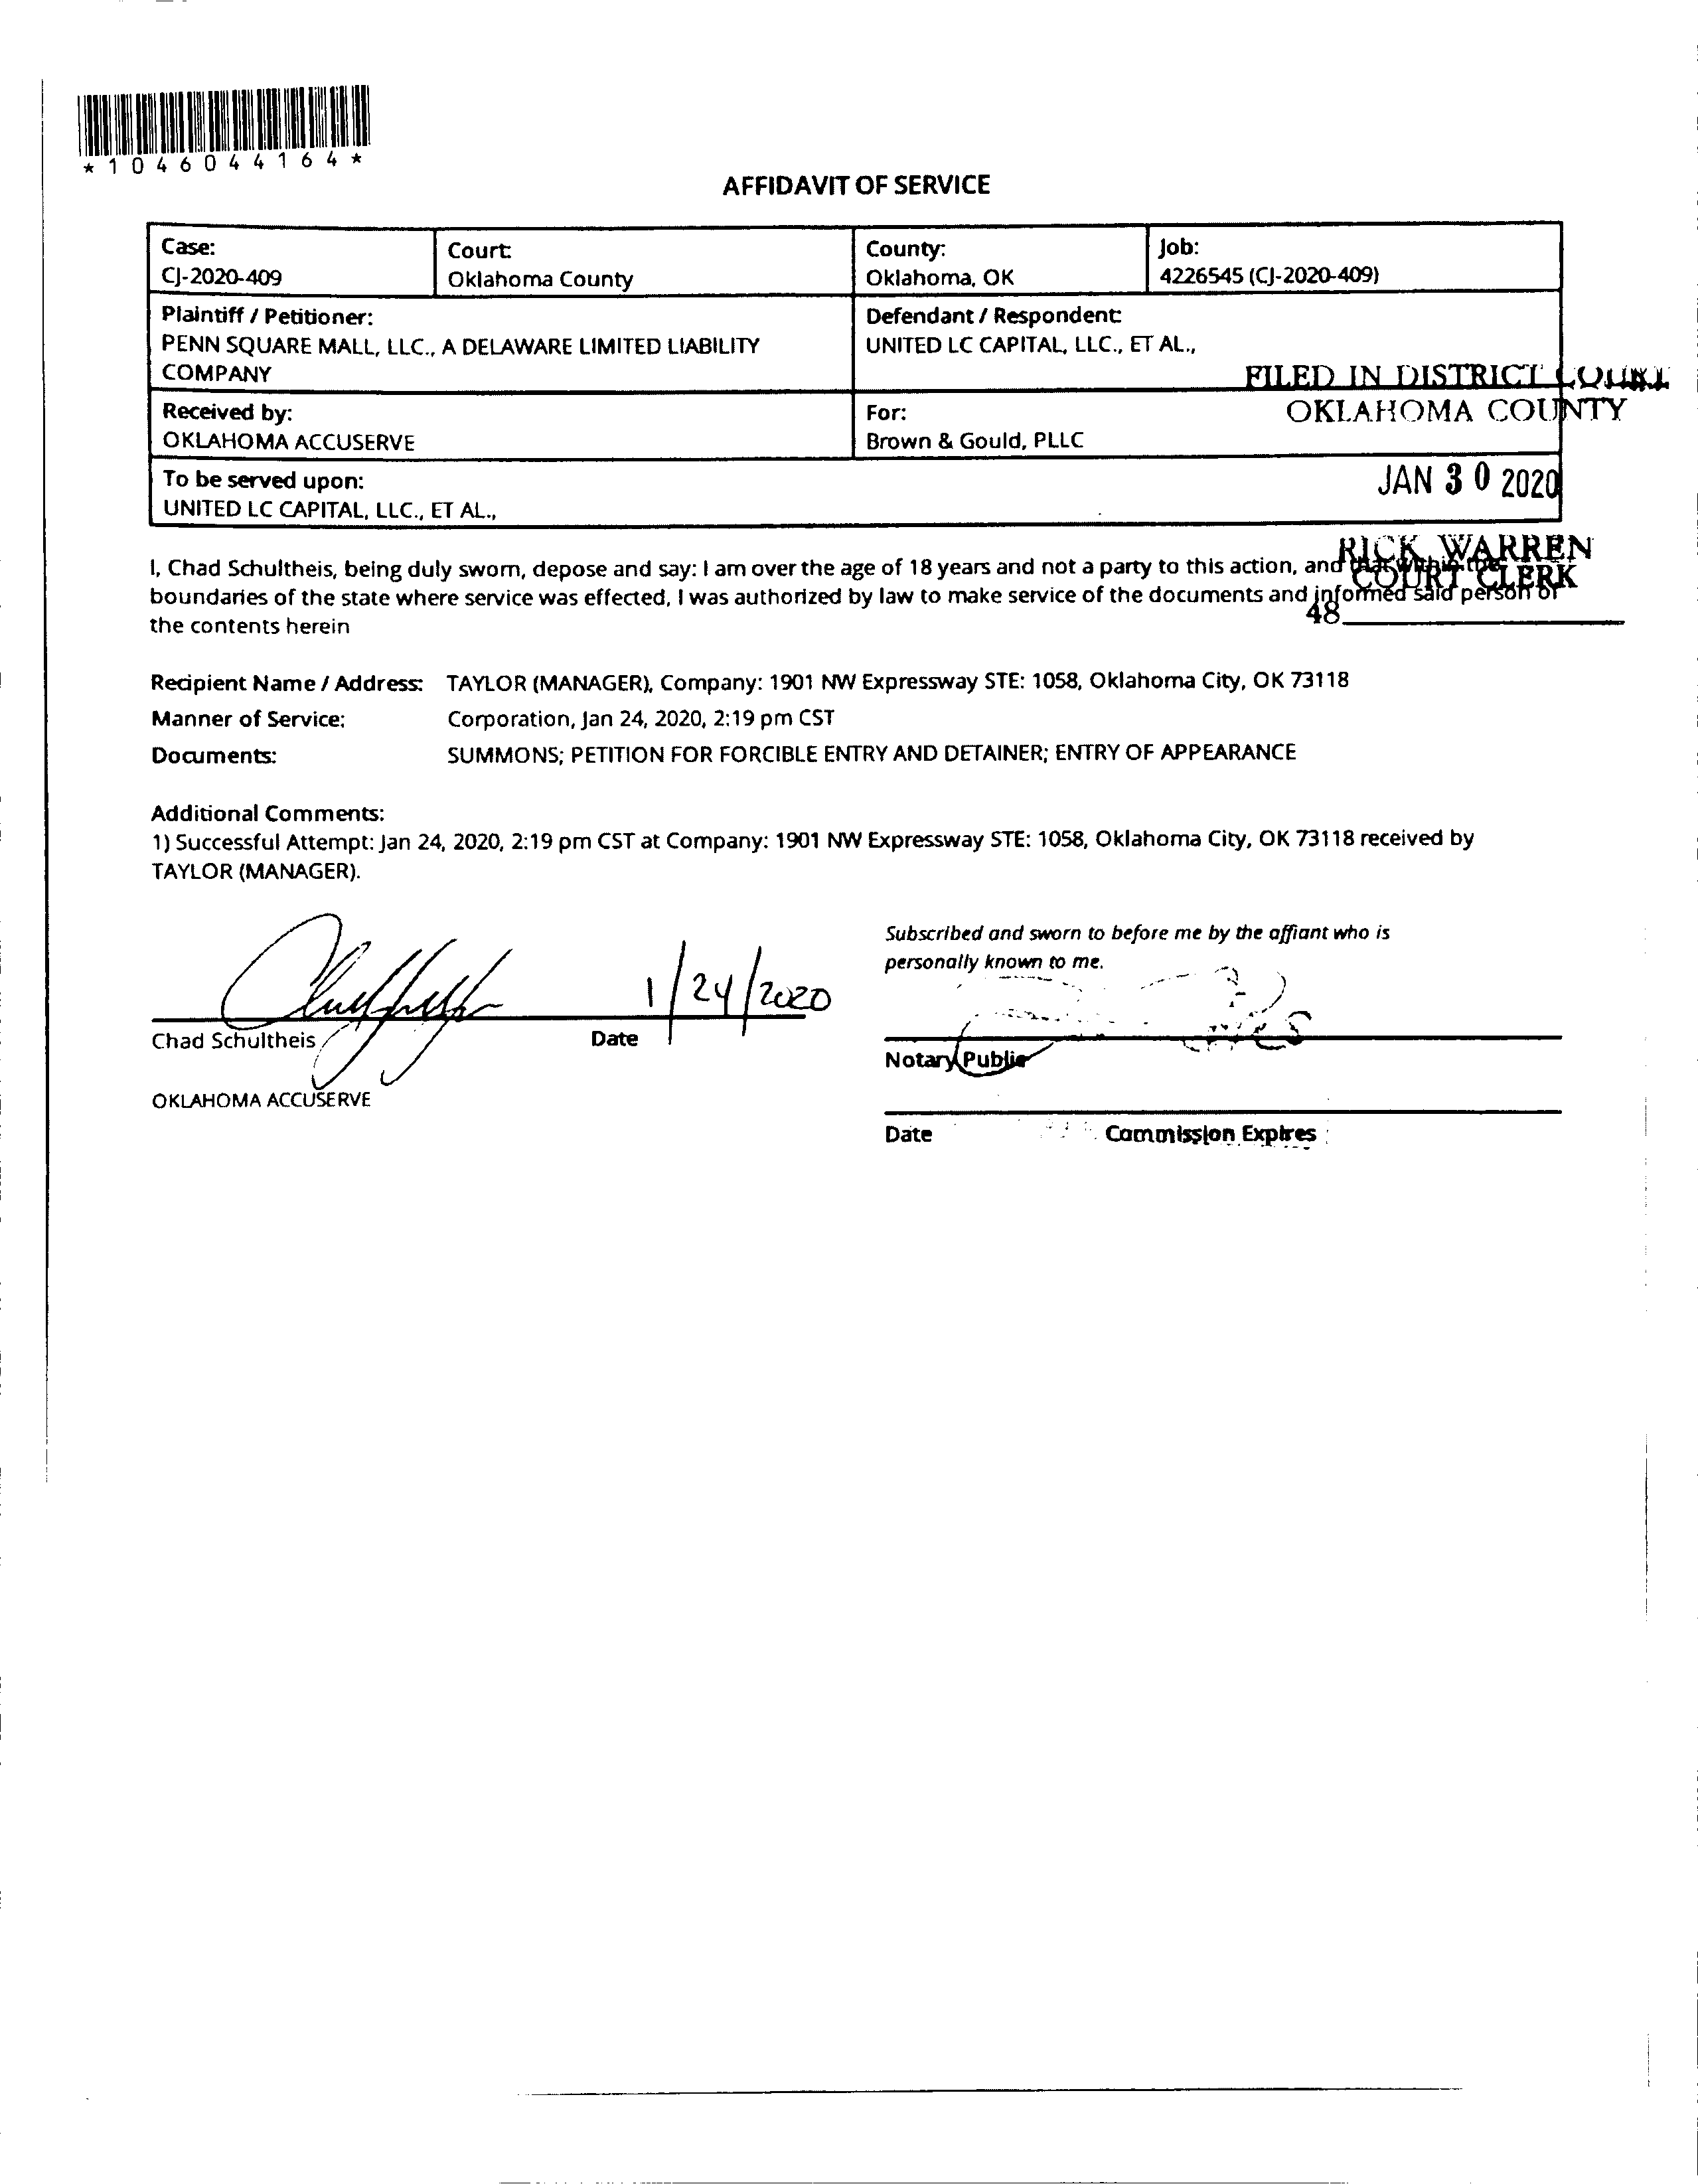 *1046044164*
AFFIDAVIT OF SERVICE
Case:
CJ-2020-409
Court:
Oklahoma County
County:
Oklahoma, OK
Job:
4226545 (CJ-2020-409)
Plaintiff / Petitioner:
PENN SQUARE MALL, LLC., A DELAWARE LIMITED LIABILITY
COMPANY
Defendant / Respondent:
UNITED LC CAPITAL, LLC., ET AL.,
FILED IN DISTRICT COURT
OKLAHOMA COUNTY
Received by:
OKLAHOMA ACCUSERVE
For:
Brown & Gould, PLLC
To be served upon:
UNITED LC CAPITAL, LLC., ET AL.,
JAN 30 2020
RICK WARREN
COURT CLERK
48
I, Chad Schultheis, being duly sworn, depose and say: I am over the age of 18 years and not a party to this action, and that within the
boundaries of the state where service was effected, I was authorized by law to make service of the documents and informed said person of
the contents herein
Recipient Name / Address: TAYLOR (MANAGER), Company: 1901 NW Expressway STE: 1058, Oklahoma City, OK 73118
Manner of Service: Corporation, Jan 24, 2020, 2:19 pm CST
Documents: SUMMONS; PETITION FOR FORCIBLE ENTRY AND DETAINER; ENTRY OF APPEARANCE
Additional Comments:
1) Successful Attempt: Jan 24, 2020, 2:19 pm CST at Company: 1901 NW Expressway STE: 1058, Oklahoma City, OK 73118 received by
TAYLOR (MANAGER).
1/24/2020
Chad Schultheis Date
OKLAHOMA ACCUSERVE
Subscribed and sworn to before me by the affiant who is
personally known to me.
Notary Public
Date Commission Expires